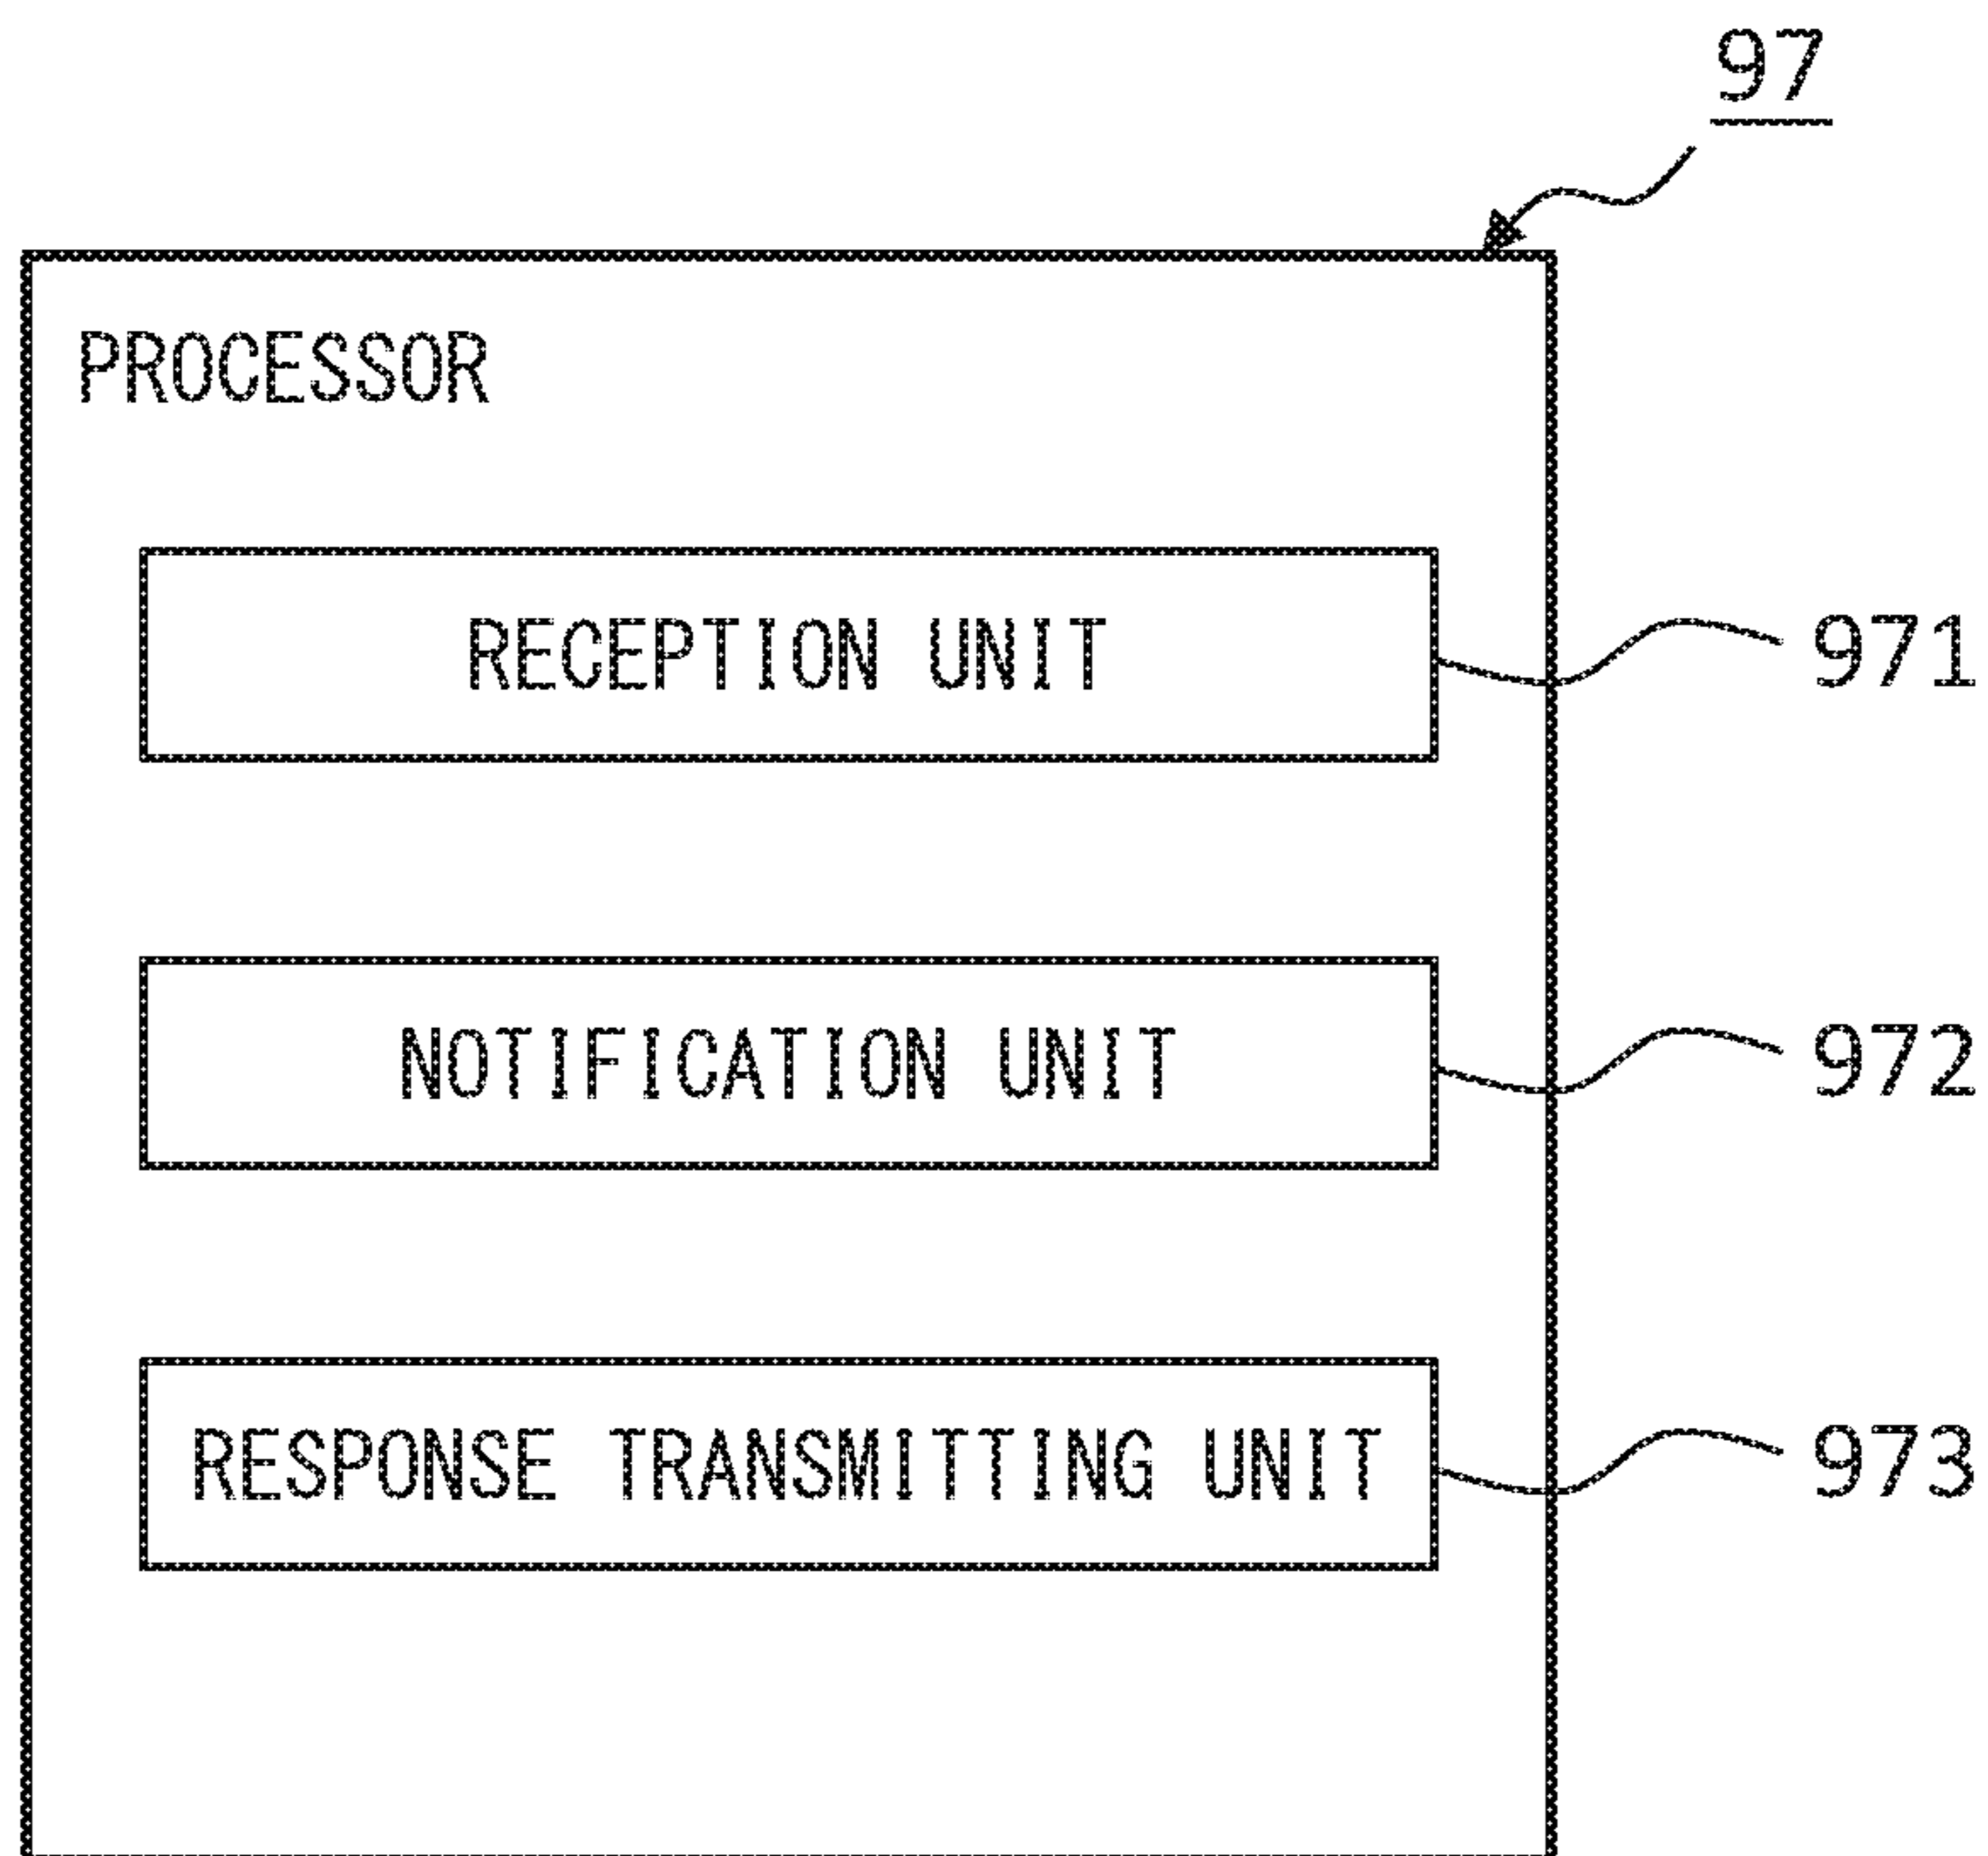 97
PROCESSOR
RECEPTION UNIT
971
NOTIFICATION UNIT
972
RESPONSE TRANSMITTING UNIT
973